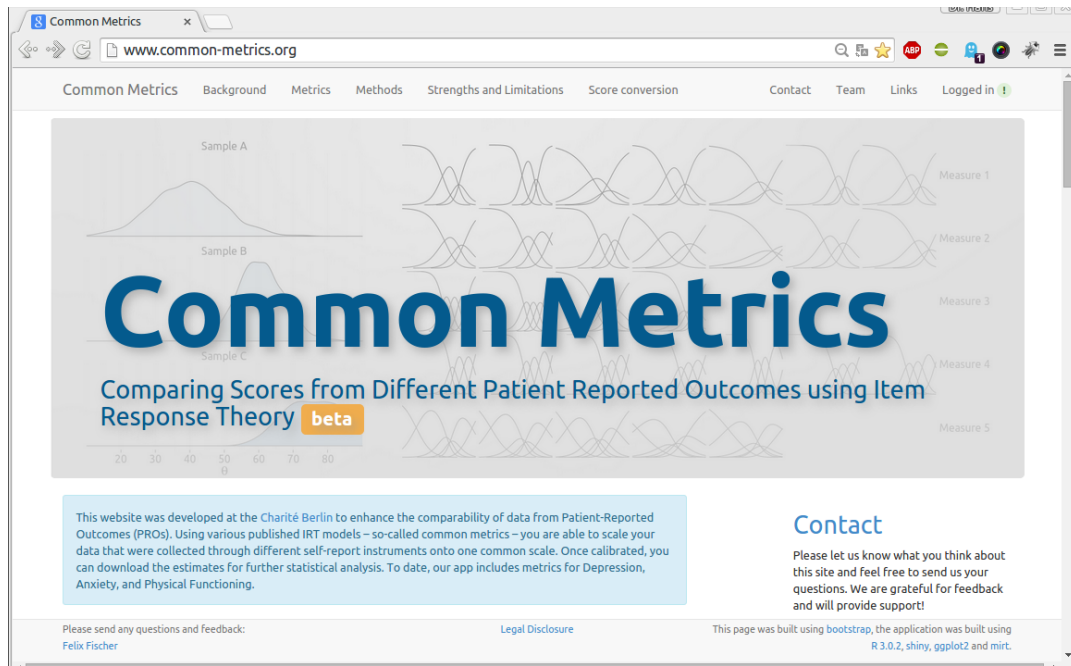 Common Metrics
www.common-metrics.org
ABP
1
Common Metrics Background Metrics Methods Strengths and Limitations Score conversion Contact Team Links Logged in !
Sample A
Measure 1
Measure 2
Sample B
Measure 3
Common Metrics
Sample C
Measure 4
Comparing Scores from Different Patient Reported Outcomes using Item
Response Theory beta
Measure 5
20 30 40 50 60 70 80
θ
This website was developed at the Charité Berlin to enhance the comparability of data from Patient-Reported
Outcomes (PROs). Using various published IRT models – so-called common metrics – you are able to scale your
data that were collected through different self-report instruments onto one common scale. Once calibrated, you
can download the estimates for further statistical analysis. To date, our app includes metrics for Depression,
Anxiety, and Physical Functioning.
Contact
Please let us know what you think about
this site and feel free to send us your
questions. We are grateful for feedback
and will provide support!
Please send any questions and feedback:
Felix Fischer
Legal Disclosure
This page was built using bootstrap, the application was built using
R 3.0.2, shiny, ggplot2 and mirt.